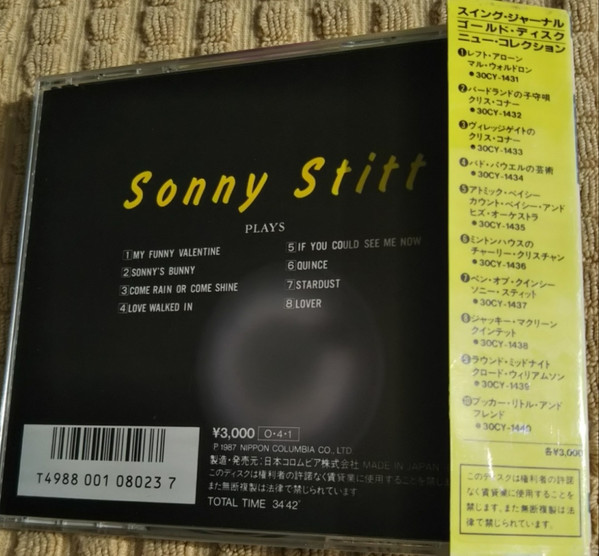 Sonny Stitt
PLAYS
1 MY FUNNY VALENTINE
2 SONNY'S BUNNY
3 COME RAIN OR COME SHINE
4 LOVE WALKED IN
5 IF YOU COULD SEE ME NOW
6 QUINCE
7 STARDUST
8 LOVER
¥3,000 O・4・1
P.1987 NIPPON COLUMBIA CO., LTD.
製造・発売元:日本コロムビア株式会社 MADE IN JAPAN
このディスクは権利者の許諾なく賃貸業に使用することを禁じ
また無断複製は法律で禁じられています
TOTAL TIME 34'42"
T4988 001 08023 7
スイング・ジャーナル
ゴールド・ディスク
ニュー・コレクション
❶レフト・アローン
マル・ウォルドロン
●30CY-1431
❷バードランドの子守唄
クリス・コナー
●30CY-1432
❸ヴィレッジゲイトの
クリス・コナー
●30CY-1433
❹バド・パウエルの芸術
●30CY-1434
❺アトミック・ベイシー
カウント・ベイシー・アンド
ヒズ・オーケストラ
●30CY-1435
❻ミントンハウスの
チャーリー・クリスチャン
●30CY-1436
❼ペン・オブ・クインシー
ソニー・スティット
●30CY-1437
❽ジャッキー・マクリーン
クインテット
●30CY-1438
❾ラウンド・ミッドナイト
クロード・ウィリアムソン
●30CY-1439
❿ブッカー・リトル・アンド
フレンド
●30CY-1440
各¥3,000
このディスクは権利者の許諾
なく賃貸業に使用することを
禁じます。また無断複製は法
律で禁じられています。